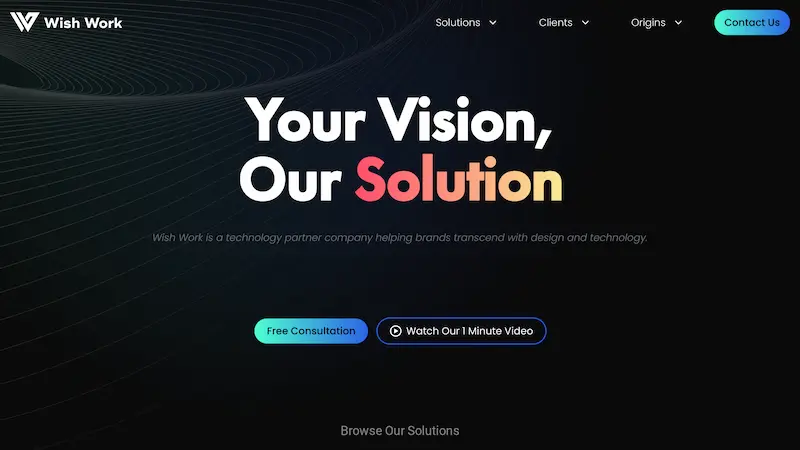 Wish Work
Solutions
Clients
Origins
Contact Us
Your Vision,
Our Solution
Wish Work is a technology partner company helping brands transcend with design and technology.
Free Consultation
Watch Our 1 Minute Video
Browse Our Solutions